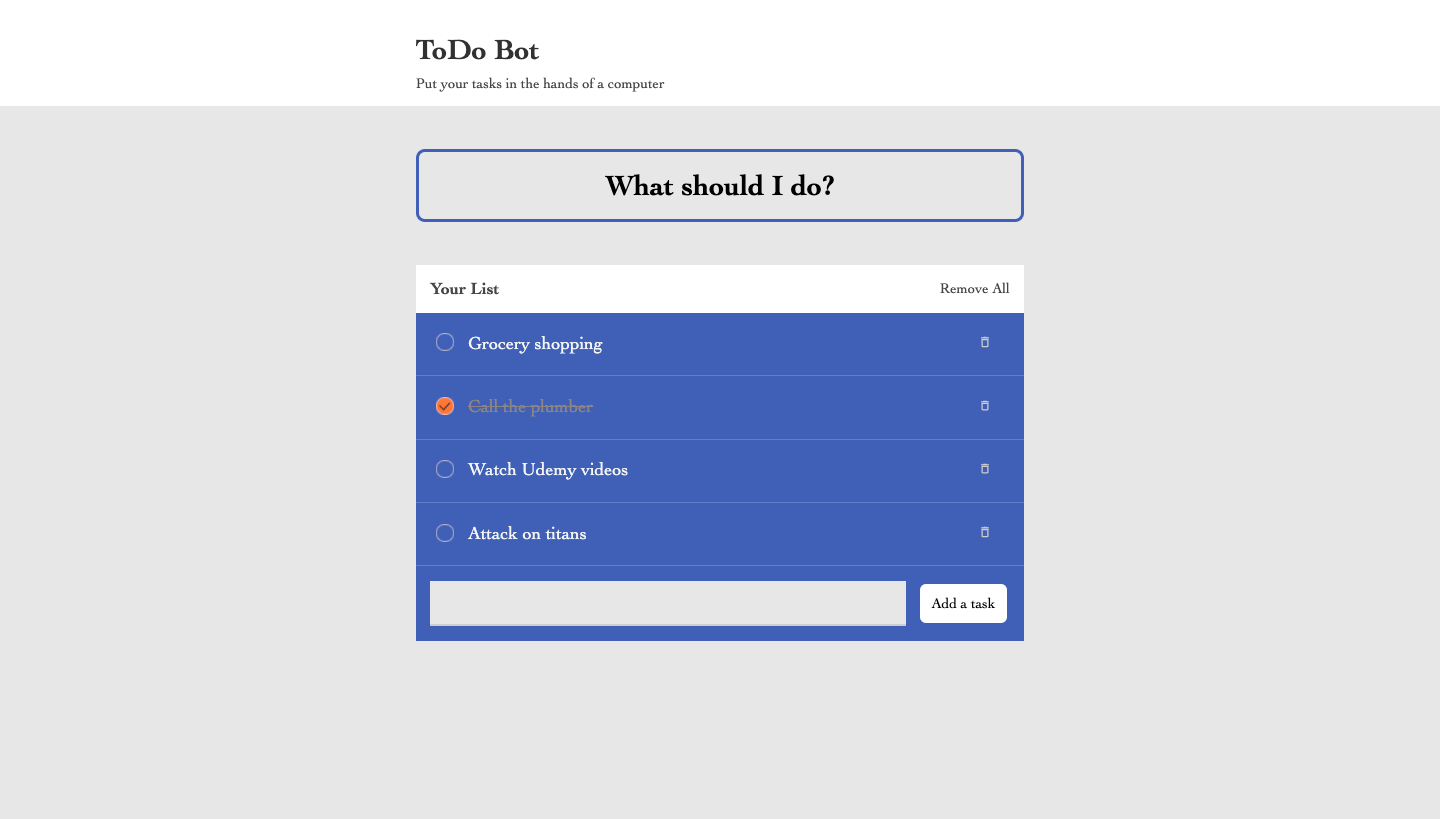 ToDo Bot
Put your tasks in the hands of a computer
What should I do?
Your List Remove All
Grocery shopping
Call the plumber
Watch Udemy videos
Attack on titans
Add a task